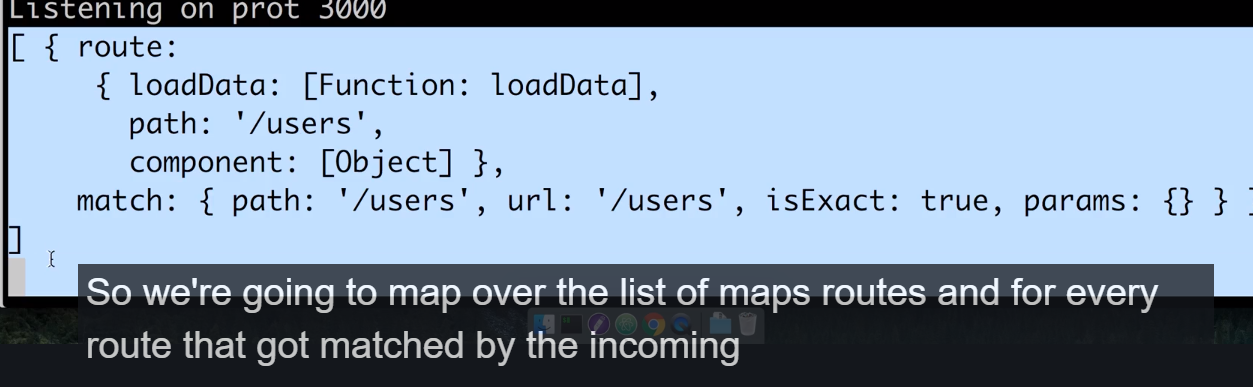 Listening on prot 3000
[ { route:
{ loadData: [Function: loadData],
path: '/users',
component: [Object] },
match: { path: '/users', url: '/users', isExact: true, params: {} } }
]
So we're going to map over the list of maps routes and for every
route that got matched by the incoming